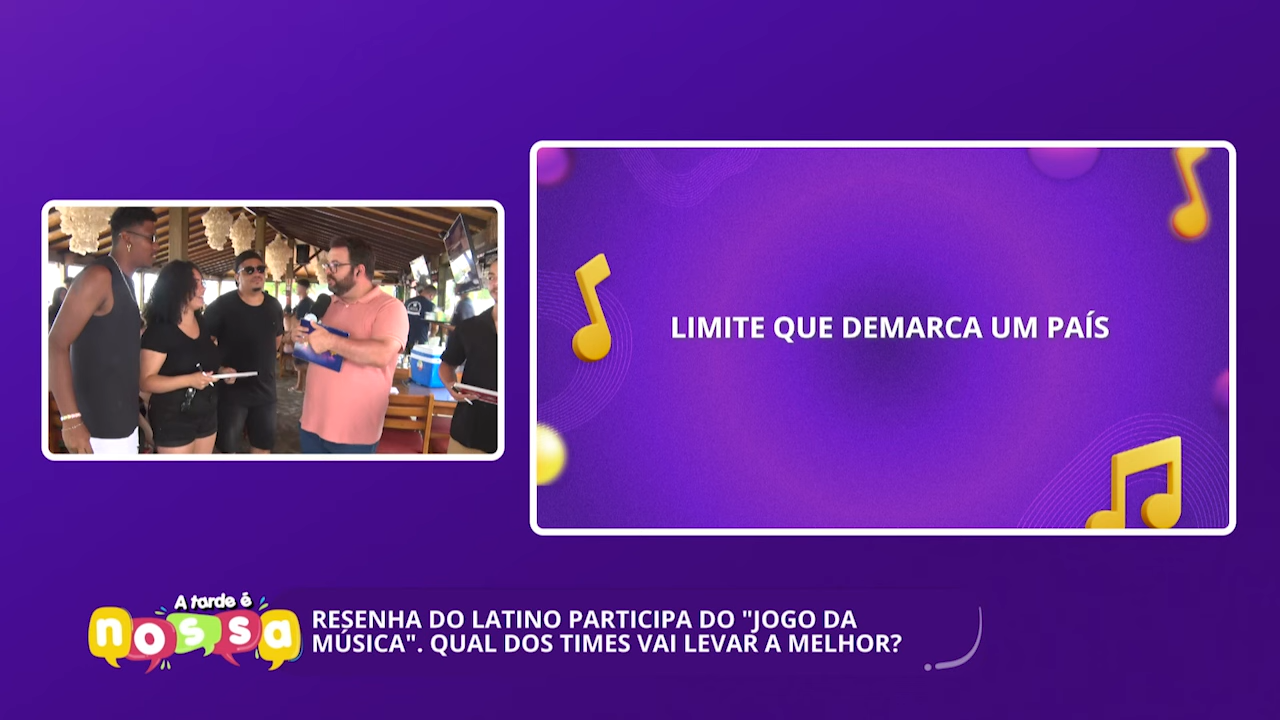 LIMITE QUE DEMARCA UM PAÍS
A tarde é
nossa
RESENHA DO LATINO PARTICIPA DO "JOGO DA
MÚSICA". QUAL DOS TIMES VAI LEVAR A MELHOR?